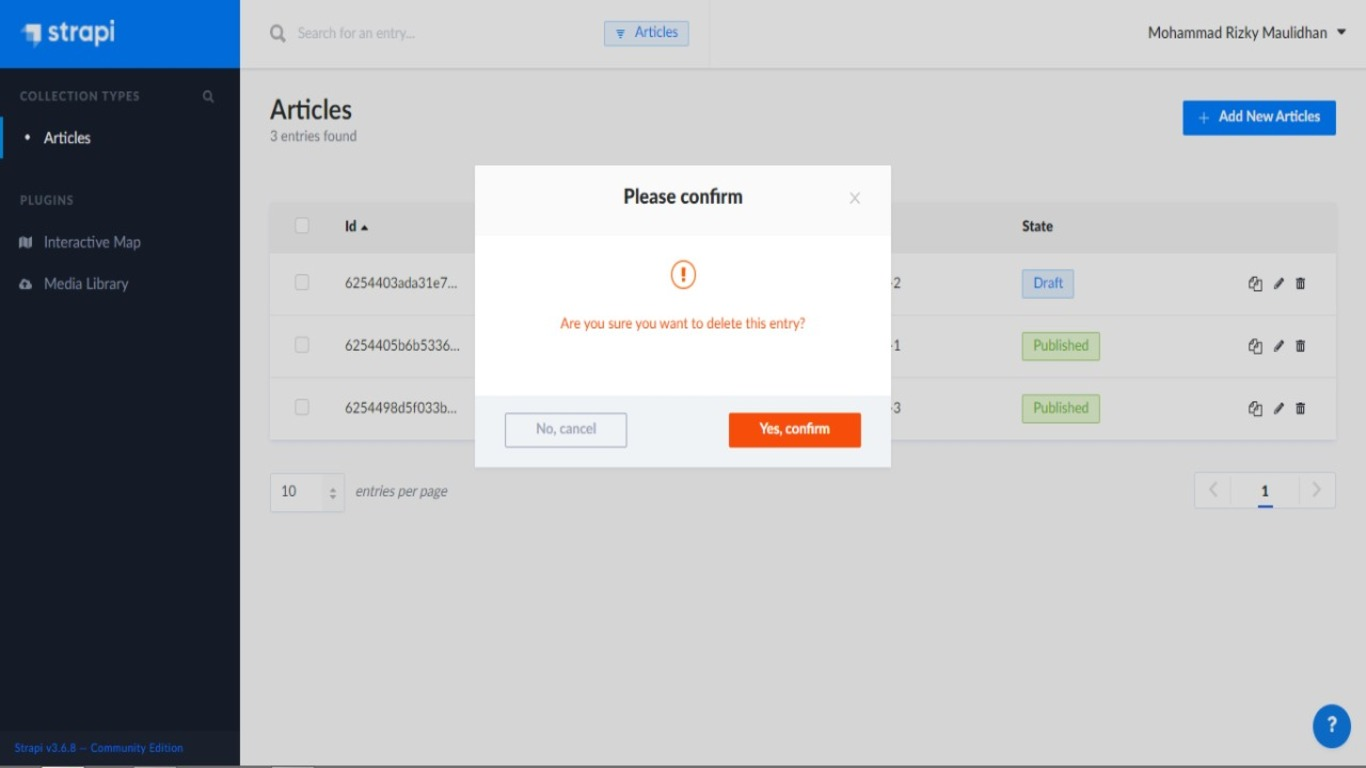 strapi
Search for an entry...
Articles
Mohammad Rizky Maulidhan
COLLECTION TYPES
Articles
PLUGINS
Interactive Map
Media Library
Articles
3 entries found
+ Add New Articles
Id
State
6254403ada31e7...
-2
Draft
6254405b6b5336...
-1
Published
6254498d5f033b...
-3
Published
Please confirm
Are you sure you want to delete this entry?
No, cancel
Yes, confirm
10
entries per page
1
?
Strapi v3.6.8 — Community Edition